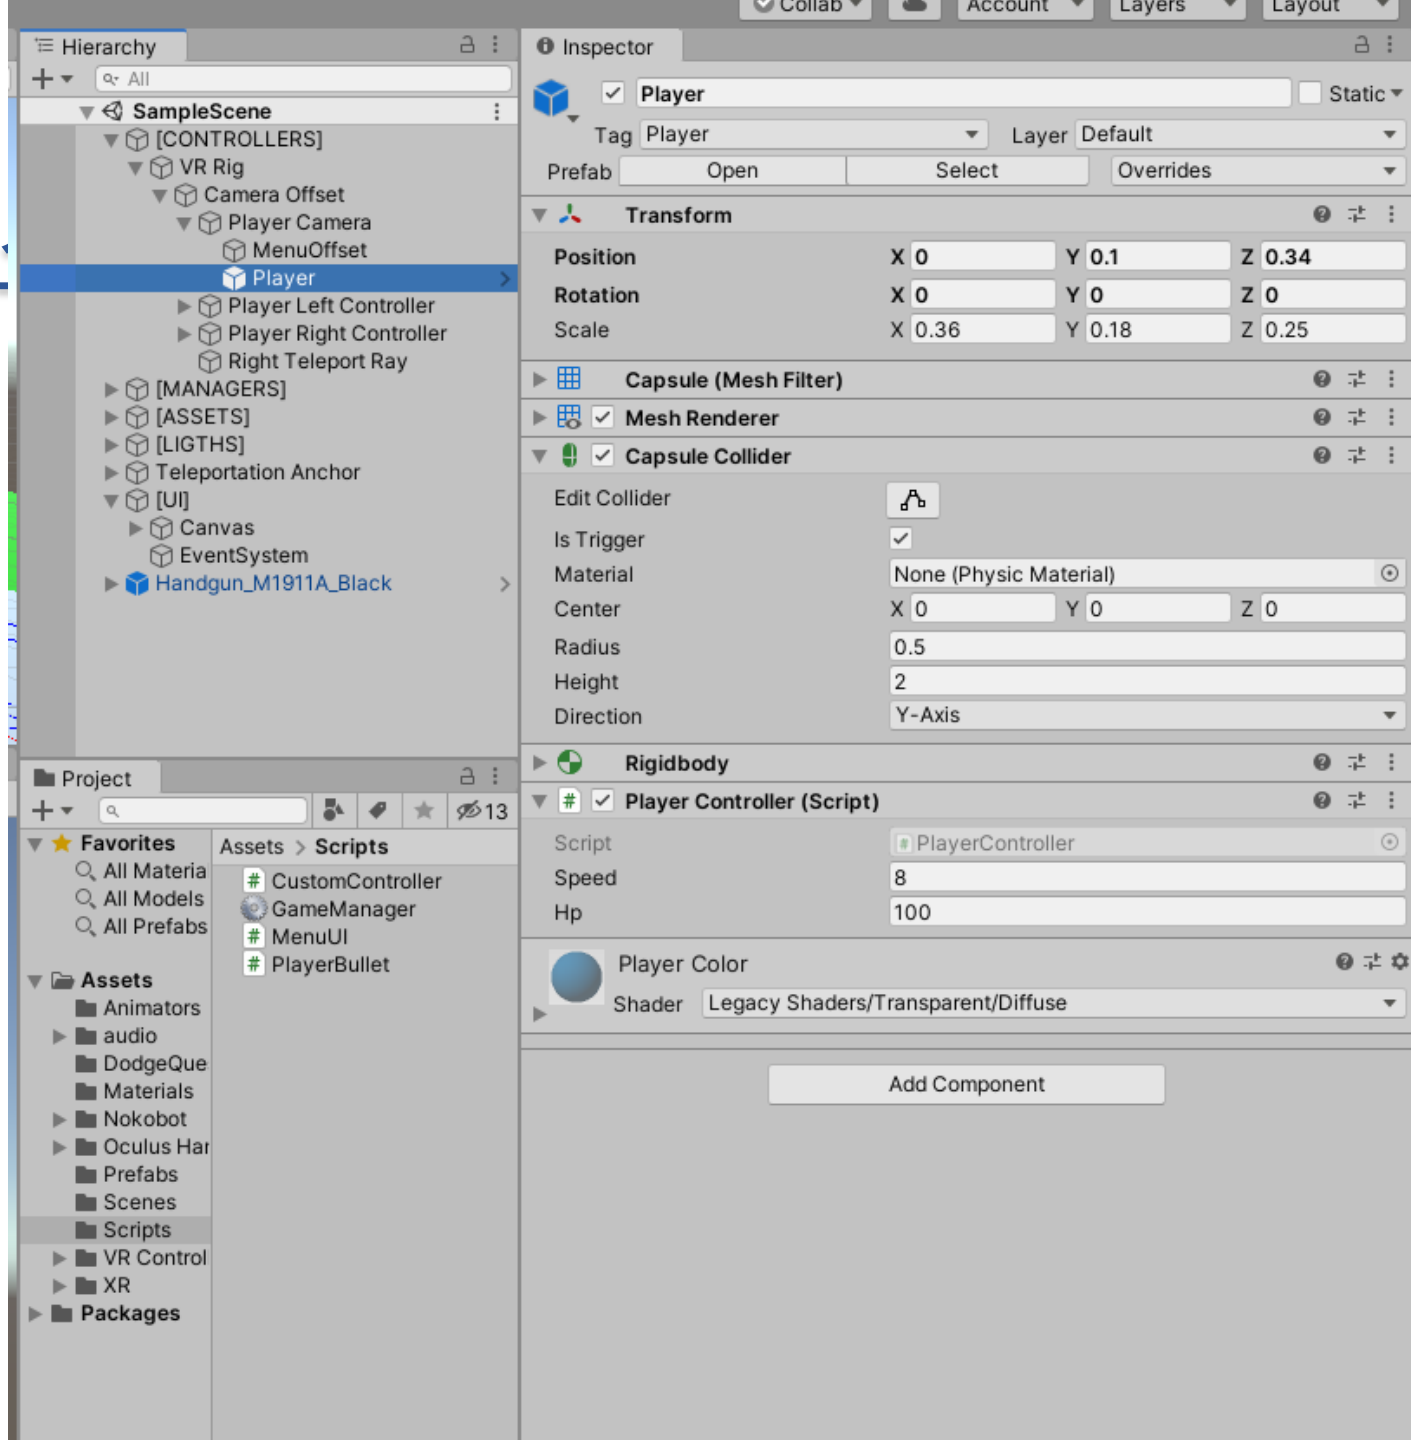 Collab
Account
Layers
Layout
Hierarchy
All
SampleScene
[CONTROLLERS]
VR Rig
Camera Offset
Player Camera
MenuOffset
Player
Player Left Controller
Player Right Controller
Right Teleport Ray
[MANAGERS]
[ASSETS]
[LIGTHS]
Teleportation Anchor
[UI]
Canvas
EventSystem
Handgun_M1911A_Black
Project
13
Favorites
All Materia
All Models
All Prefabs
Assets
Animators
audio
DodgeQue
Materials
Nokobot
Oculus Har
Prefabs
Scenes
Scripts
VR Control
XR
Packages
Assets > Scripts
CustomController
GameManager
MenuUI
PlayerBullet
Inspector
Player Static
Tag Player Layer Default
Prefab Open Select Overrides
Transform
Position X 0 Y 0.1 Z 0.34
Rotation X 0 Y 0 Z 0
Scale X 0.36 Y 0.18 Z 0.25
Capsule (Mesh Filter)
Mesh Renderer
Capsule Collider
Edit Collider
Is Trigger
Material None (Physic Material)
Center X 0 Y 0 Z 0
Radius 0.5
Height 2
Direction Y-Axis
Rigidbody
Player Controller (Script)
Script PlayerController
Speed 8
Hp 100
Player Color
Shader Legacy Shaders/Transparent/Diffuse
Add Component